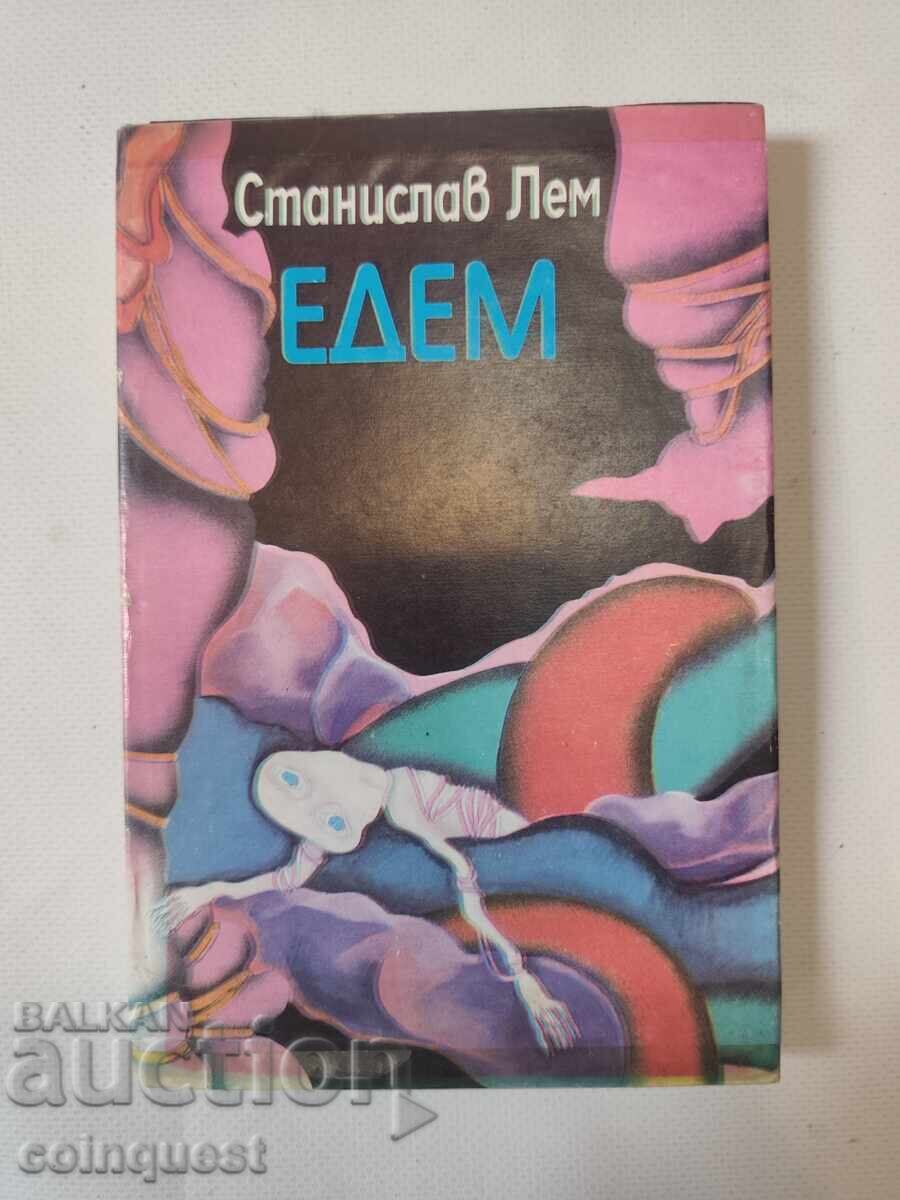 Станислав Лем
ЕДЕМ
BALKAN
auction
coinquest